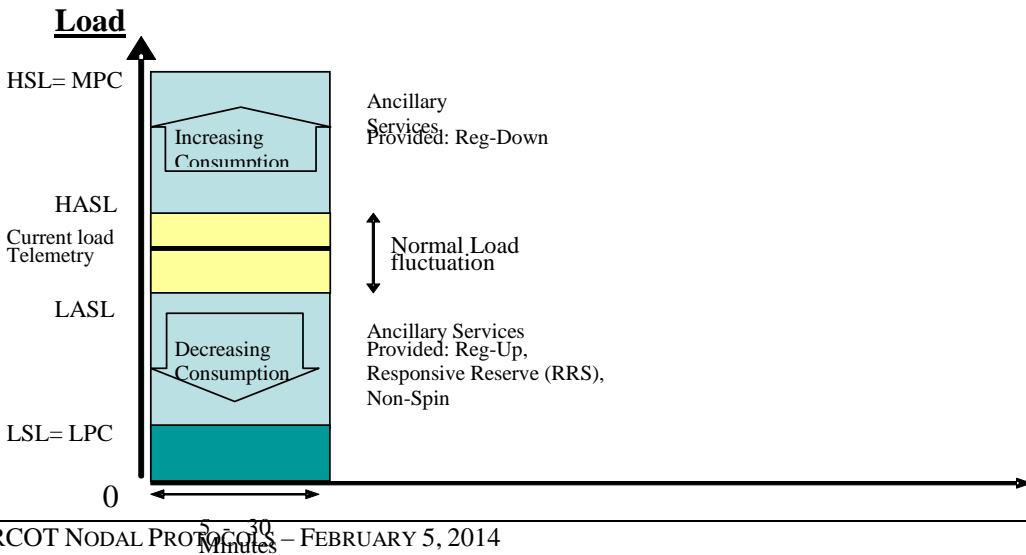 Load
HSL= MPC
Ancillary
Services
Provided: Reg-Down
Increasing
Consumption
HASL
Current load
Telemetry
Normal Load
fluctuation
LASL
Ancillary Services
Provided: Reg-Up,
Responsive Reserve (RRS),
Non-Spin
Decreasing
Consumption
LSL= LPC
0
5 - 30
Minutes
RCOT NODAL PROTOCOLS – FEBRUARY 5, 2014